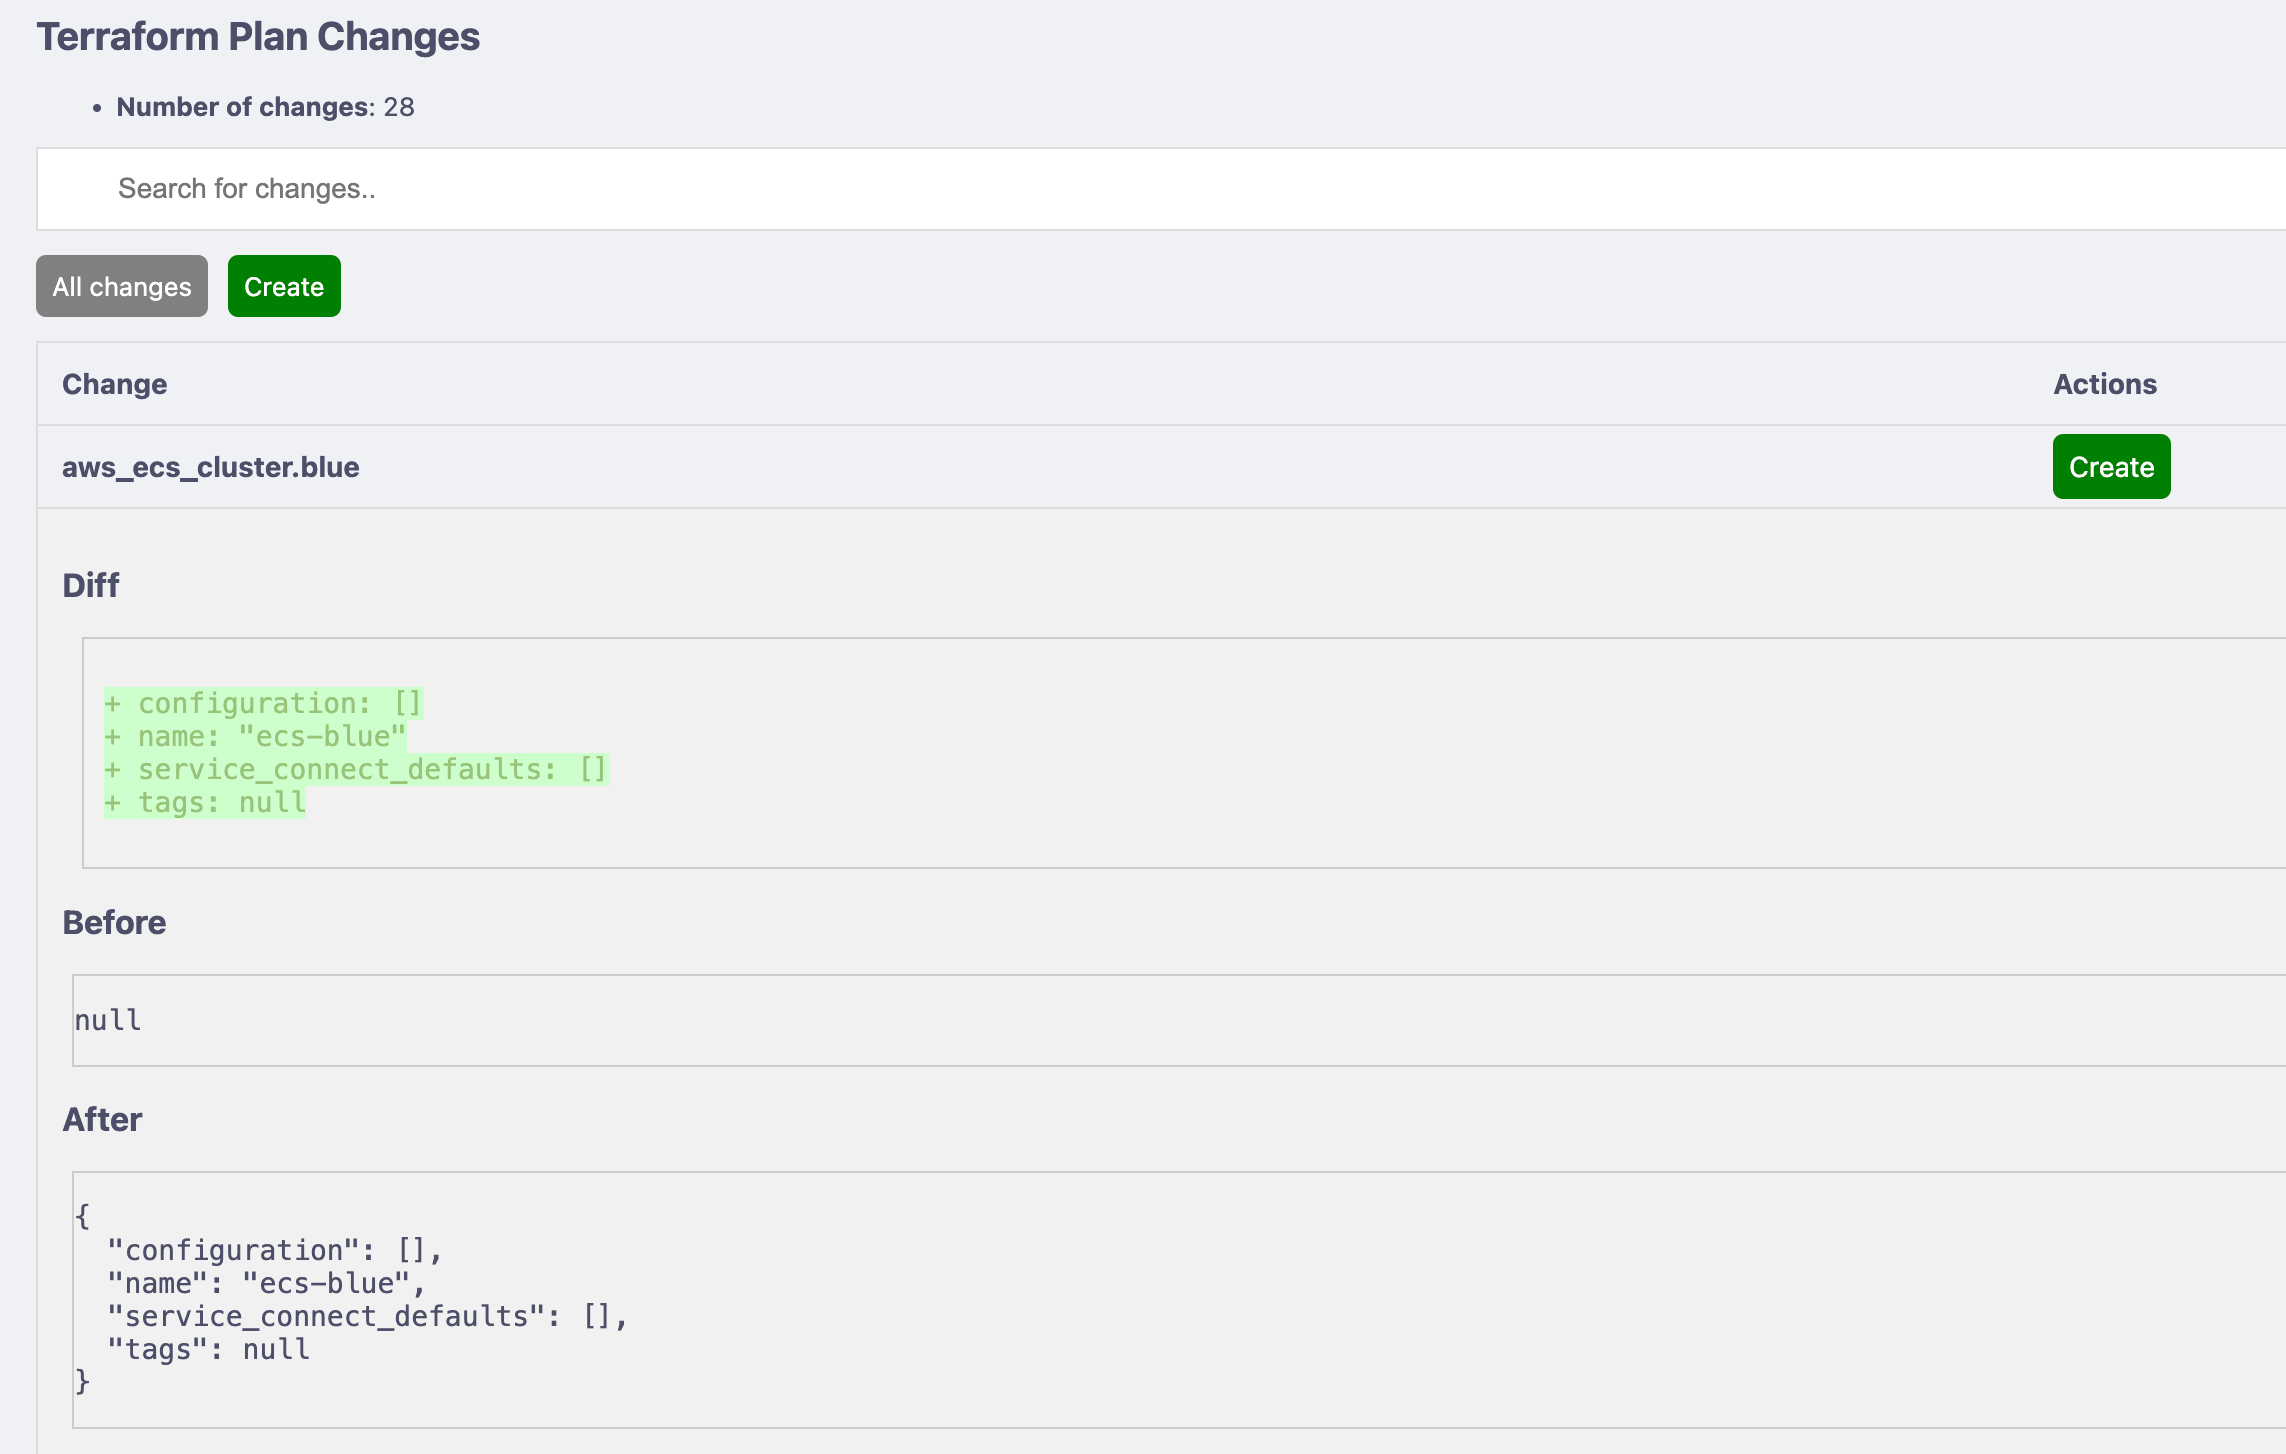 Terraform Plan Changes
• Number of changes: 28
Search for changes..
All changes Create
Change Actions
aws_ecs_cluster.blue Create
Diff
+ configuration: []
+ name: "ecs-blue"
+ service_connect_defaults: []
+ tags: null
Before
null
After
{
  "configuration": [],
  "name": "ecs-blue",
  "service_connect_defaults": [],
  "tags": null
}